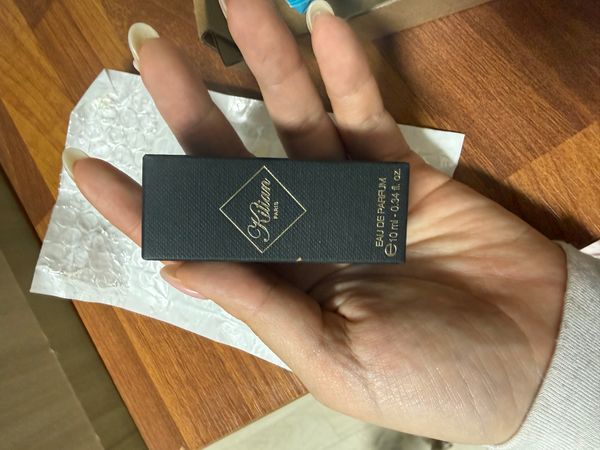 Kilian
PARIS
EAU DE PARFUM
℮10 ml - 0.34 fl. oz.